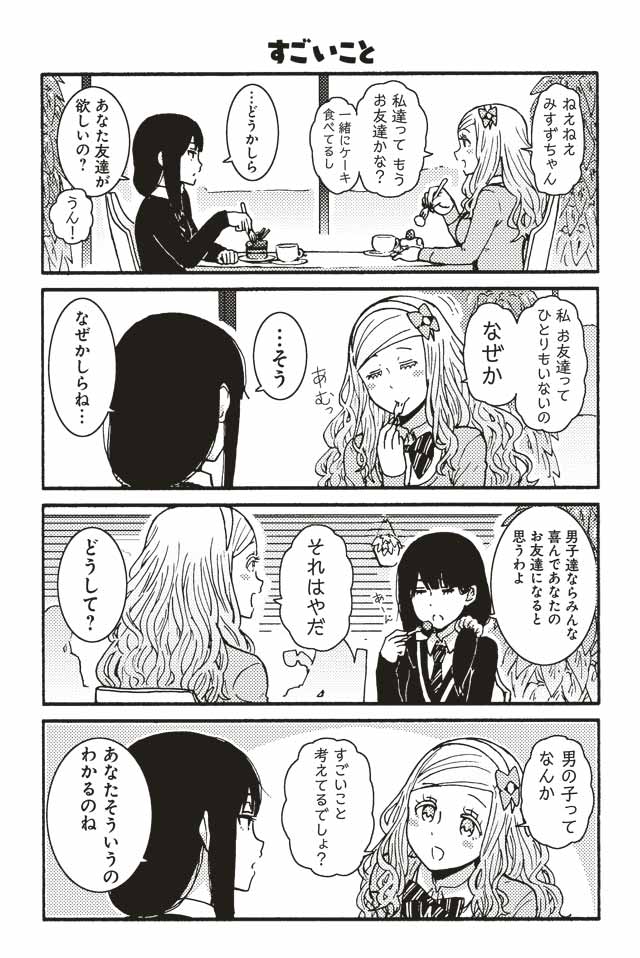 すごいこと
ねえねえ
みすずちゃん
私達って もう
お友達かな?
一緒にケーキ
食べてるし
…どうかしら
あなた友達が
欲しいの?
うん!
私 お友達って
ひとりもいないの
なぜか
あむっ
…そう
なぜかしらね…
男子達ならみんな
喜んであなたの
お友達になると
思うわよ
あーん
それはやだ
どうして?
男の子って
なんか
すごいこと
考えてるでしょ?
あなたそういうの
わかるのね